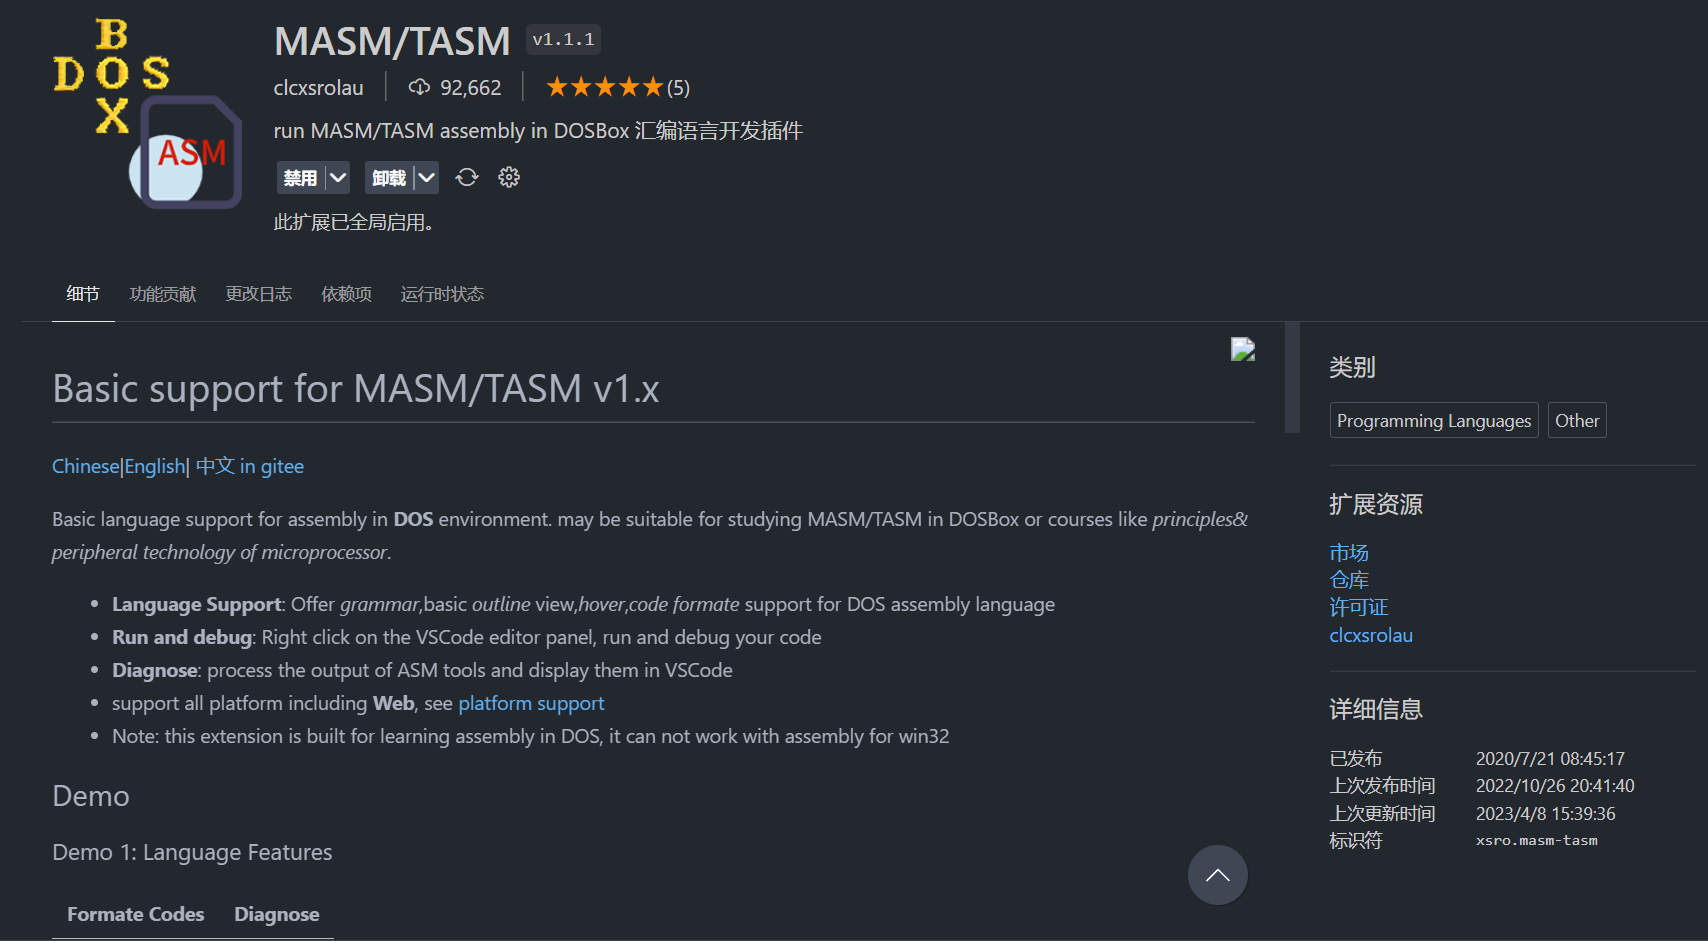 B
DOS
X
ASM
MASM/TASM v1.1.1
clcxsrolau 92,662 (5)
run MASM/TASM assembly in DOSBox 汇编语言开发插件
禁用 卸载
此扩展已全局启用。
细节 功能贡献 更改日志 依赖项 运行时状态
Basic support for MASM/TASM v1.x
Chinese|English| 中文 in gitee
Basic language support for assembly in DOS environment. may be suitable for studying MASM/TASM in DOSBox or courses like principles&
peripheral technology of microprocessor.
Language Support: Offer grammar,basic outline view,hover,code formate support for DOS assembly language
Run and debug: Right click on the VSCode editor panel, run and debug your code
Diagnose: process the output of ASM tools and display them in VSCode
support all platform including Web, see platform support
Note: this extension is built for learning assembly in DOS, it can not work with assembly for win32
Demo
Demo 1: Language Features
Formate Codes Diagnose
类别
Programming Languages Other
扩展资源
市场
仓库
许可证
clcxsrolau
详细信息
已发布 2020/7/21 08:45:17
上次发布时间 2022/10/26 20:41:40
上次更新时间 2023/4/8 15:39:36
标识符 xsro.masm-tasm